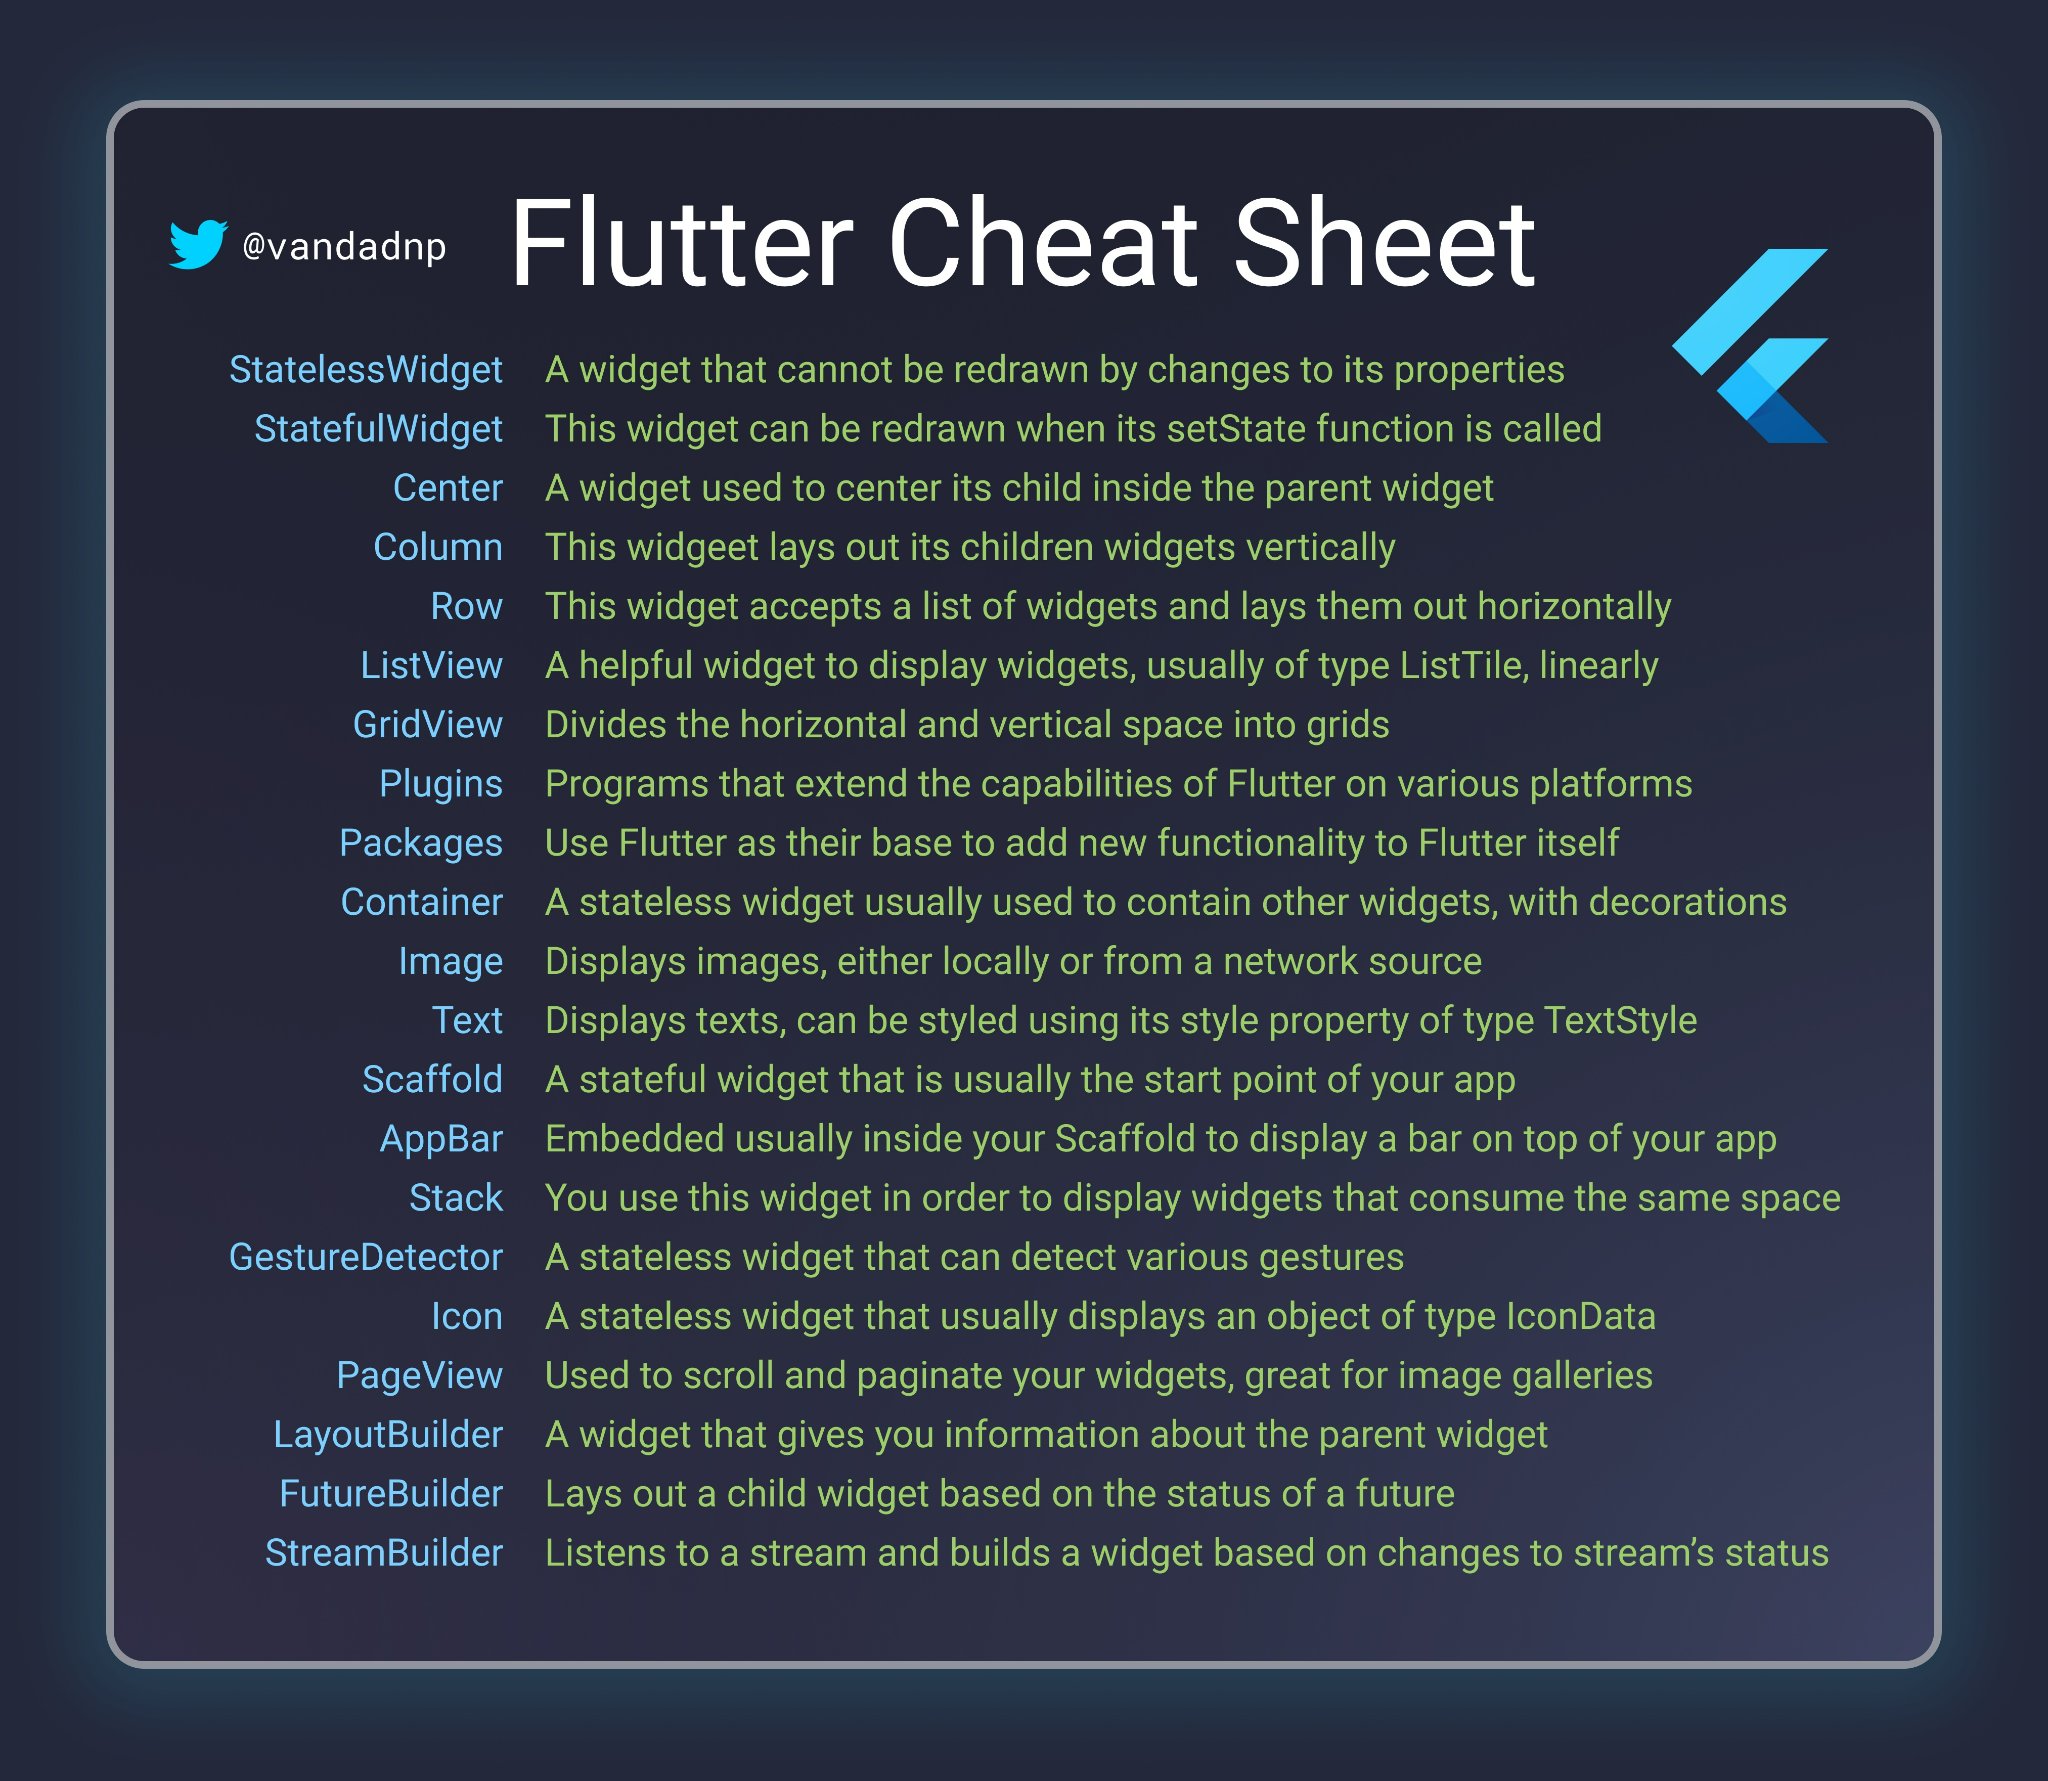 @vandadnp
Flutter Cheat Sheet
StatelessWidget A widget that cannot be redrawn by changes to its properties
StatefulWidget This widget can be redrawn when its setState function is called
Center A widget used to center its child inside the parent widget
Column This widgeet lays out its children widgets vertically
Row This widget accepts a list of widgets and lays them out horizontally
ListView A helpful widget to display widgets, usually of type ListTile, linearly
GridView Divides the horizontal and vertical space into grids
Plugins Programs that extend the capabilities of Flutter on various platforms
Packages Use Flutter as their base to add new functionality to Flutter itself
Container A stateless widget usually used to contain other widgets, with decorations
Image Displays images, either locally or from a network source
Text Displays texts, can be styled using its style property of type TextStyle
Scaffold A stateful widget that is usually the start point of your app
AppBar Embedded usually inside your Scaffold to display a bar on top of your app
Stack You use this widget in order to display widgets that consume the same space
GestureDetector A stateless widget that can detect various gestures
Icon A stateless widget that usually displays an object of type IconData
PageView Used to scroll and paginate your widgets, great for image galleries
LayoutBuilder A widget that gives you information about the parent widget
FutureBuilder Lays out a child widget based on the status of a future
StreamBuilder Listens to a stream and builds a widget based on changes to stream’s status